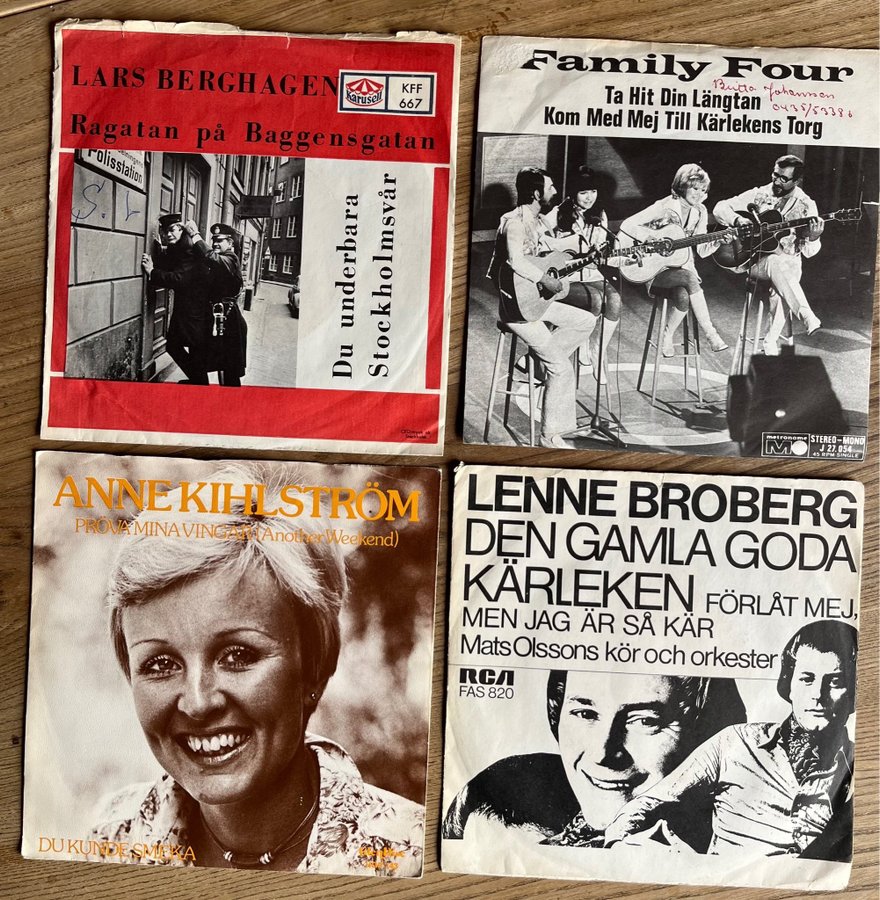 LARS BERGHAGEN
Karusell
KFF
667
Ragatan på Baggensgatan
Polisstation
S. L
Du underbara
Stockholmsvår
Family Four
Ta Hit Din Längtan
Kom Med Mej Till Kärlekens Torg
Britta Johansson
metronome
STEREO-MONO
J 27.054
45 RPM SINGLE
ANNE KIHLSTRÖM
PRÖVA MINA VINGAR (Another Weekend)
DU KUNDE SMEKA
LENNE BROBERG
DEN GAMLA GODA
KÄRLEKEN FÖRLÅT MEJ,
MEN JAG ÄR SÅ KÄR
Mats Olssons kör och orkester
RCA
FAS 820